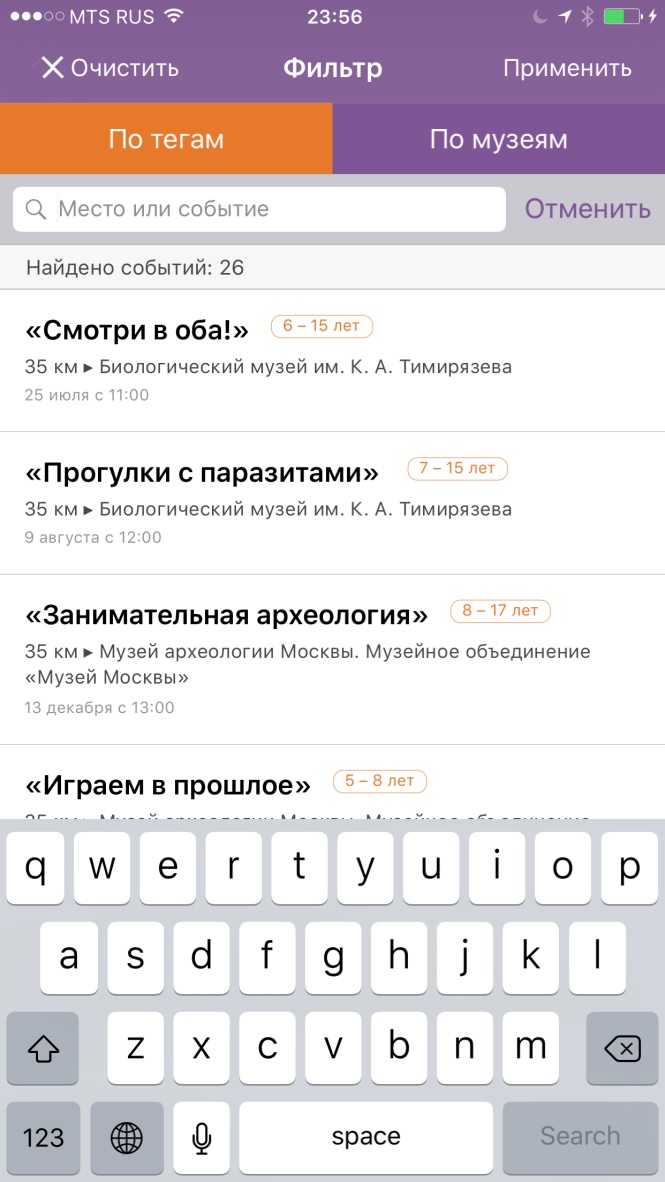 MTS RUS 23:56
Очистить Фильтр Применить
По тегам По музеям
Место или событие Отменить
Найдено событий: 26
«Смотри в оба!» 6 – 15 лет
35 км ▸ Биологический музей им. К. А. Тимирязева
25 июля с 11:00
«Прогулки с паразитами» 7 – 15 лет
35 км ▸ Биологический музей им. К. А. Тимирязева
9 августа с 12:00
«Занимательная археология» 8 – 17 лет
35 км ▸ Музей археологии Москвы. Музейное объединение
«Музей Москвы»
13 декабря с 13:00
«Играем в прошлое» 5 – 8 лет
q w e r t y u i o p
a s d f g h j k l
z x c v b n m
123 space Search